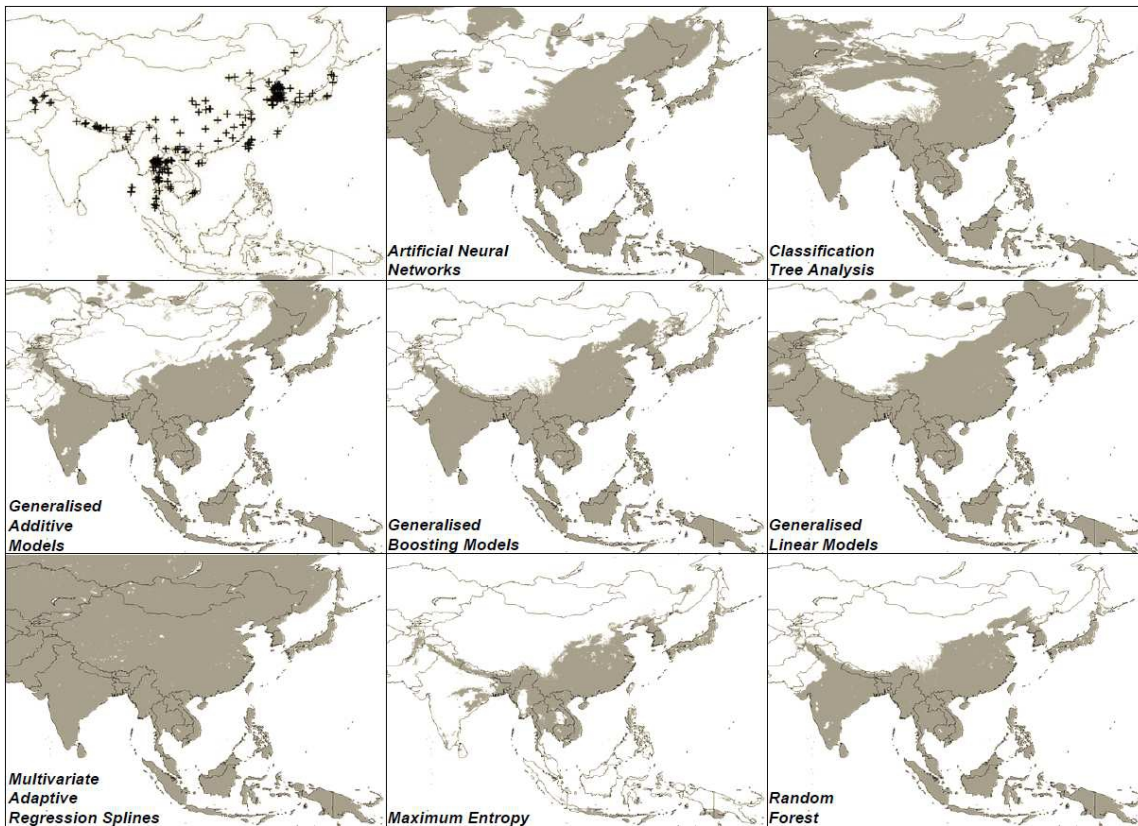 Artificial Neural
Networks
Classification
Tree Analysis
Generalised
Additive
Models
Generalised
Boosting Models
Generalised
Linear Models
Multivariate
Adaptive
Regression Splines
Maximum Entropy
Random
Forest